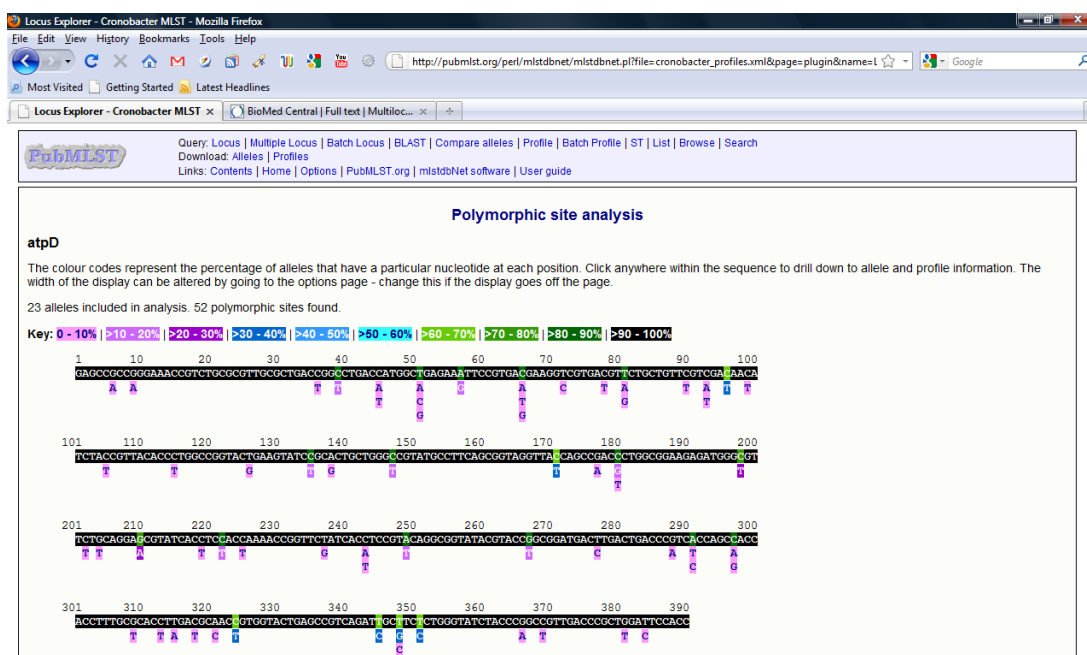 Locus Explorer - Cronobacter MLST - Mozilla Firefox
File Edit View History Bookmarks Tools Help
http://pubmlst.org/perl/mlstdbnet/mlstdbnet.pl?file=cronobacter_profiles.xml&page=plugin&name=L
Google
Most Visited Getting Started Latest Headlines
Locus Explorer - Cronobacter MLST BioMed Central | Full text | Multiloc...
PubMLST
Query: Locus | Multiple Locus | Batch Locus | BLAST | Compare alleles | Profile | Batch Profile | ST | List | Browse | Search
Download: Alleles | Profiles
Links: Contents | Home | Options | PubMLST.org | mlstdbNet software | User guide
Polymorphic site analysis
atpD
The colour codes represent the percentage of alleles that have a particular nucleotide at each position. Click anywhere within the sequence to drill down to allele and profile information. The
width of the display can be altered by going to the options page - change this if the display goes off the page.
23 alleles included in analysis. 52 polymorphic sites found.
Key: 0 - 10% | >10 - 20% | >20 - 30% | >30 - 40% | >40 - 50% | >50 - 60% | >60 - 70% | >70 - 80% | >80 - 90% | >90 - 100%
1 10 20 30 40 50 60 70 80 90 100
GAGCCGCCGGGAAACCGTCTGCGCGTTGCGCTGACCGGCCTGACCATGGCTGAGAAATTCCGTGACGAAGGTCGTGACGTTCTGCTGTTCGTCGACAACA
A A T T A A G A C T A T A T T
T C T G T
G G
101 110 120 130 140 150 160 170 180 190 200
TCTACCGTTACACCCTGGCCGGTACTGAAGTATCCGCACTGCTGGGCCGTATGCCTTCAGCGGTAGGTTACCAGCCGACCCTGGCGGAAGAGATGGGCGT
T T G T G T T A G T
T
201 210 220 230 240 250 260 270 280 290 300
TCTGCAGGAGCGTATCACCTCCACCAAAACCGGTTCTATCACCTCCGTACAGGCGGTATACGTACCGGCGGATGACTTGACTGACCCGTCACCAGCCACC
T T A T T T G A T T C A T A
T C G
301 310 320 330 340 350 360 370 380 390
ACCTTTGCGCACCTTGACGCAACCGTGGTACTGAGCCGTCAGATTGCTTCTCTGGGTATCTACCCGGCCGTTGACCCGCTGGATTCCACC
T T A T C T C G C A T T C
C